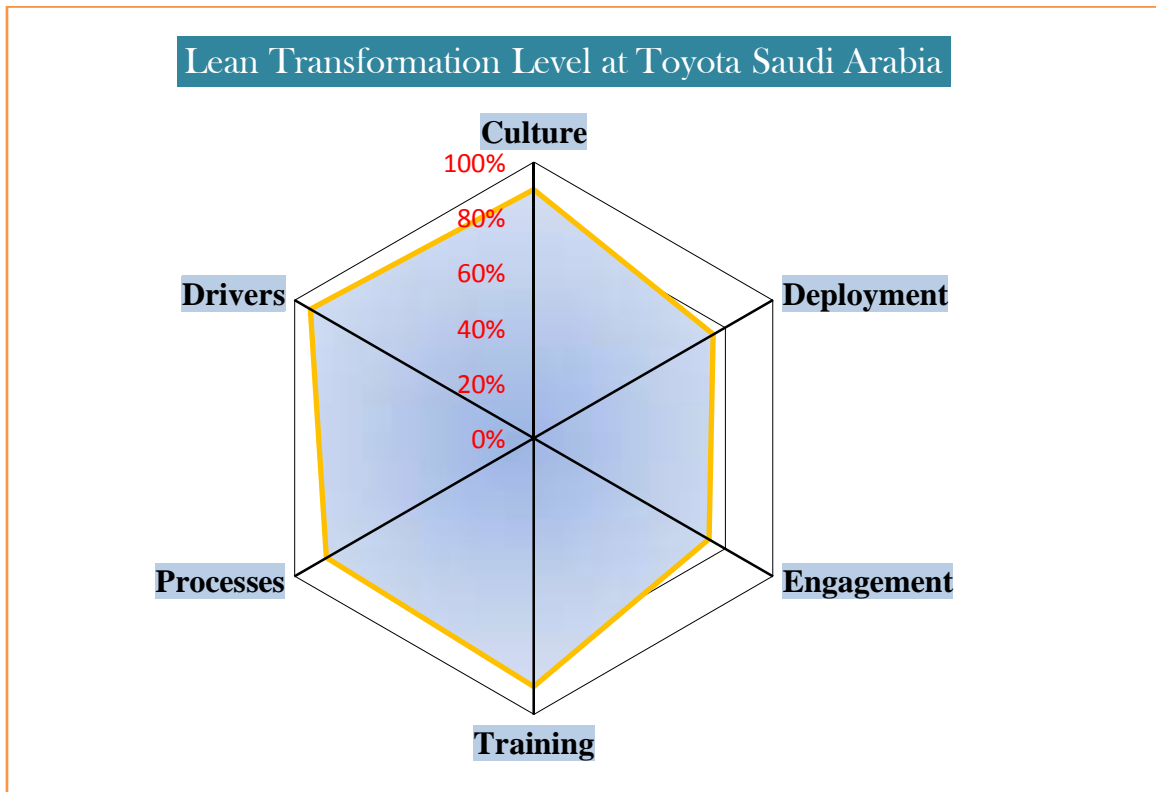 Lean Transformation Level at Toyota Saudi Arabia
Culture
100%
80%
60%
40%
20%
0%
Drivers
Deployment
Processes
Engagement
Training